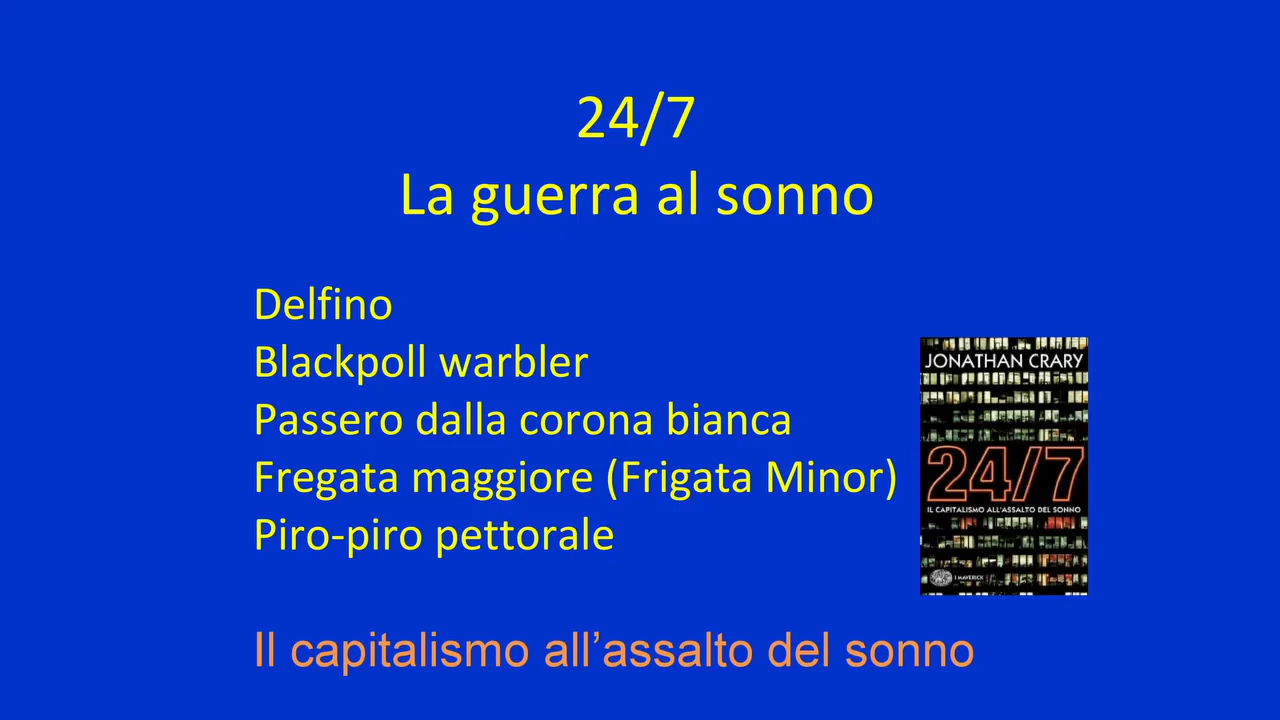 24/7
La guerra al sonno
Delfino
Blackpoll warbler
Passero dalla corona bianca
Fregata maggiore (Frigata Minor)
Piro-piro pettorale
JONATHAN CRARY
24/7
IL CAPITALISMO ALL'ASSALTO DEL SONNO
I MAVERICK
Il capitalismo all’assalto del sonno